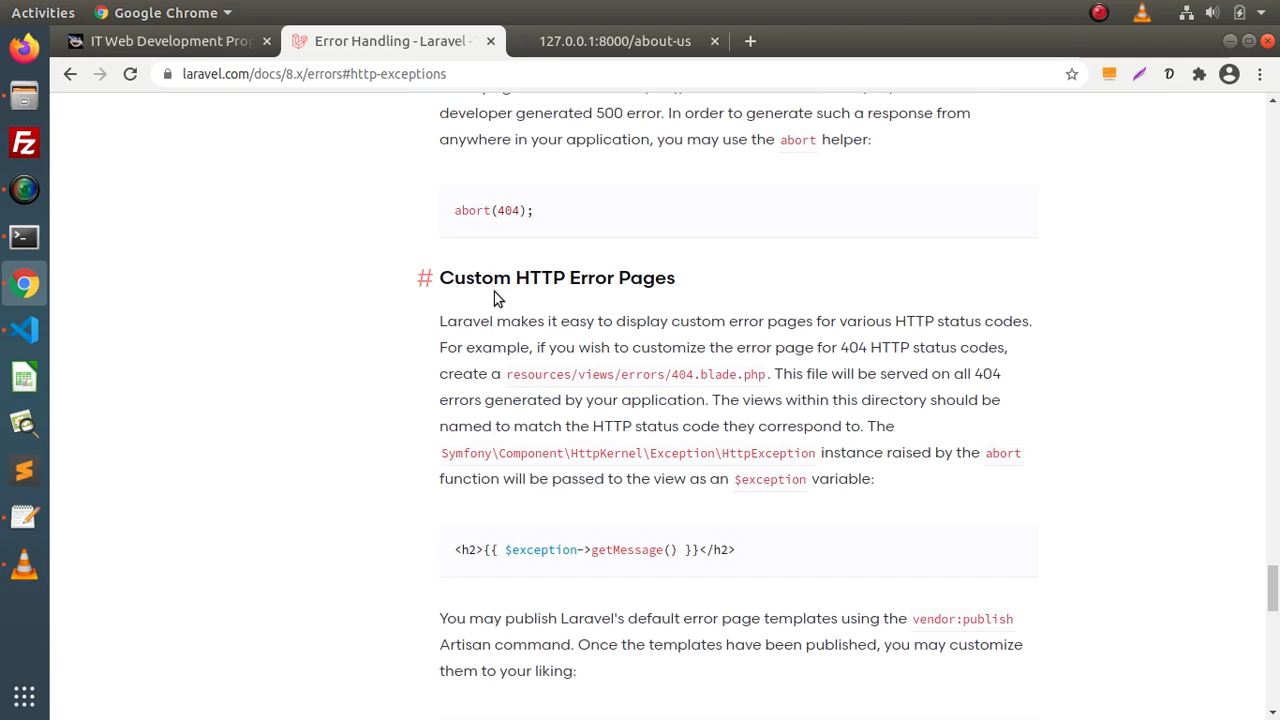 Activities
Google Chrome
IT Web Development Pro
Error Handling - Laravel -
127.0.0.1:8000/about-us
laravel.com/docs/8.x/errors#http-exceptions
developer generated 500 error. In order to generate such a response from
anywhere in your application, you may use the abort helper:
abort(404);
# Custom HTTP Error Pages
Laravel makes it easy to display custom error pages for various HTTP status codes.
For example, if you wish to customize the error page for 404 HTTP status codes,
create a resources/views/errors/404.blade.php. This file will be served on all 404
errors generated by your application. The views within this directory should be
named to match the HTTP status code they correspond to. The
Symfony\Component\HttpKernel\Exception\HttpException instance raised by the abort
function will be passed to the view as an $exception variable:
<h2>{{ $exception->getMessage() }}</h2>
You may publish Laravel's default error page templates using the vendor:publish
Artisan command. Once the templates have been published, you may customize
them to your liking: